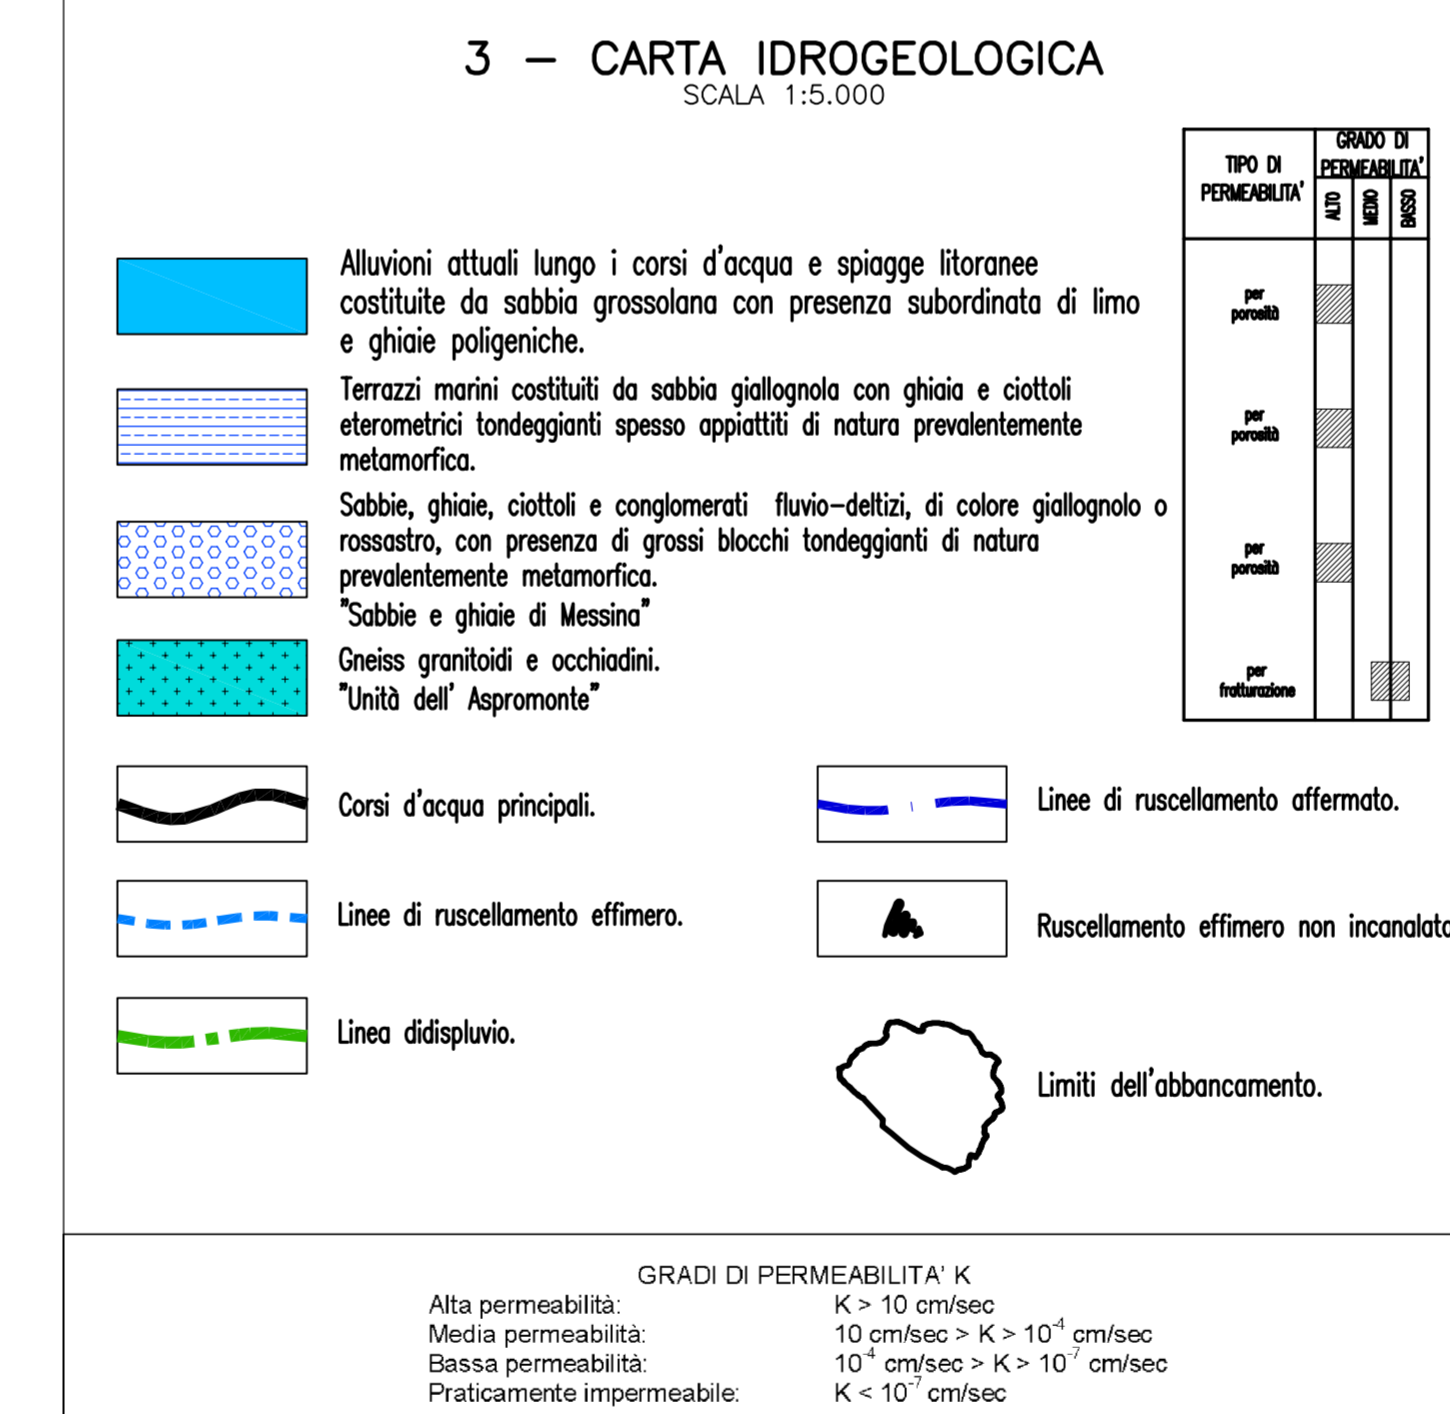 3 – CARTA IDROGEOLOGICA
SCALA 1:5.000
TIPO DI
PERMEABILITA'
GRADO DI
PERMEABILITA'
ALTO
MEDIO
BASSO
Alluvioni attuali lungo i corsi d'acqua e spiagge litoranee
costituite da sabbia grossolana con presenza subordinata di limo
e ghiaie poligeniche.
per
porosità
Terrazzi marini costituiti da sabbia giallognola con ghiaia e ciottoli
eterometrici tondeggianti spesso appiattiti di natura prevalentemente
metamorfica.
per
porosità
Sabbie, ghiaie, ciottoli e conglomerati fluvio-deltizi, di colore giallognolo o
rossastro, con presenza di grossi blocchi tondeggianti di natura
prevalentemente metamorfica.
"Sabbie e ghiaie di Messina"
per
porosità
Gneiss granitoidi e occhiadini.
"Unità dell' Aspromonte"
per
fratturazione
Corsi d'acqua principali.
Linee di ruscellamento affermato.
Linee di ruscellamento effimero.
Ruscellamento effimero non incanalato
Linea didispluvio.
Limiti dell'abbancamento.
GRADI DI PERMEABILITA' K
Alta permeabilità: K > 10 cm/sec
Media permeabilità: 10 cm/sec > K > 10⁻⁴ cm/sec
Bassa permeabilità: 10⁻⁴ cm/sec > K > 10⁻⁷ cm/sec
Praticamente impermeabile: K < 10⁻⁷ cm/sec